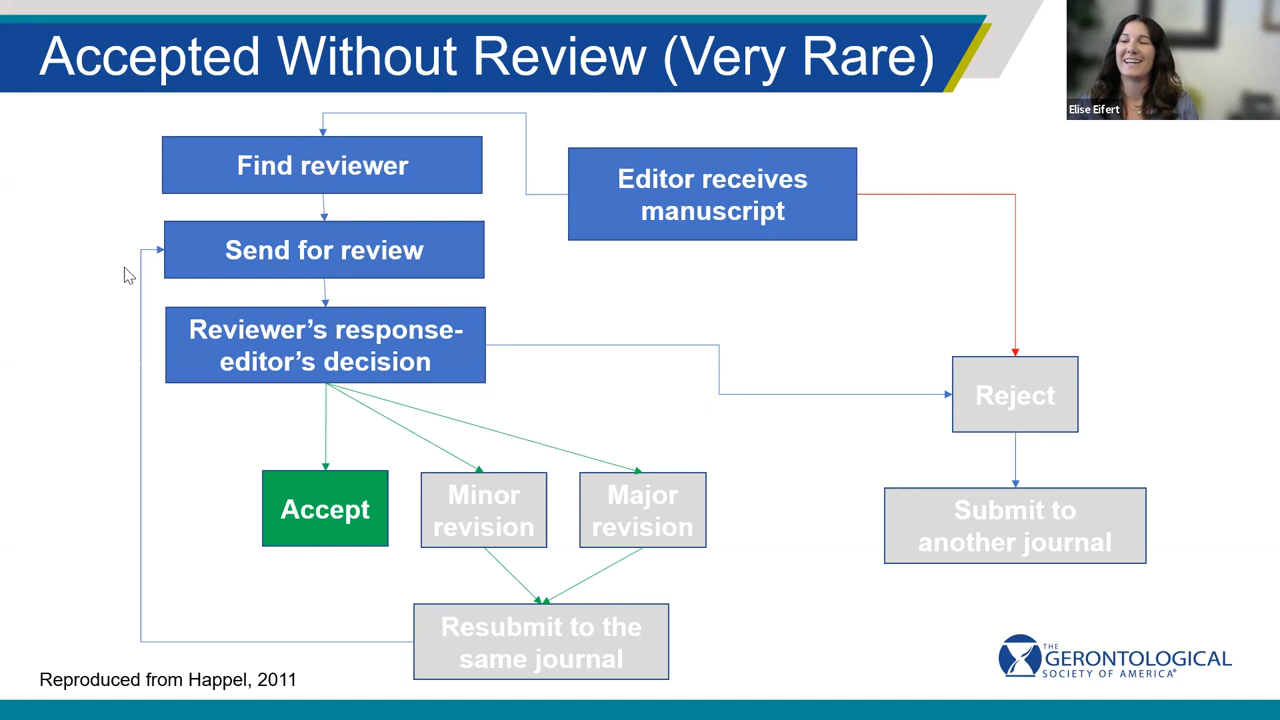 Accepted Without Review (Very Rare)
Elise Eifert
Find reviewer
Editor receives
manuscript
Send for review
Reviewer's response-
editor's decision
Reject
Accept
Minor
revision
Major
revision
Submit to
another journal
Resubmit to the
same journal
Reproduced from Happel, 2011
THE
GERONTOLOGICAL
SOCIETY OF AMERICA®